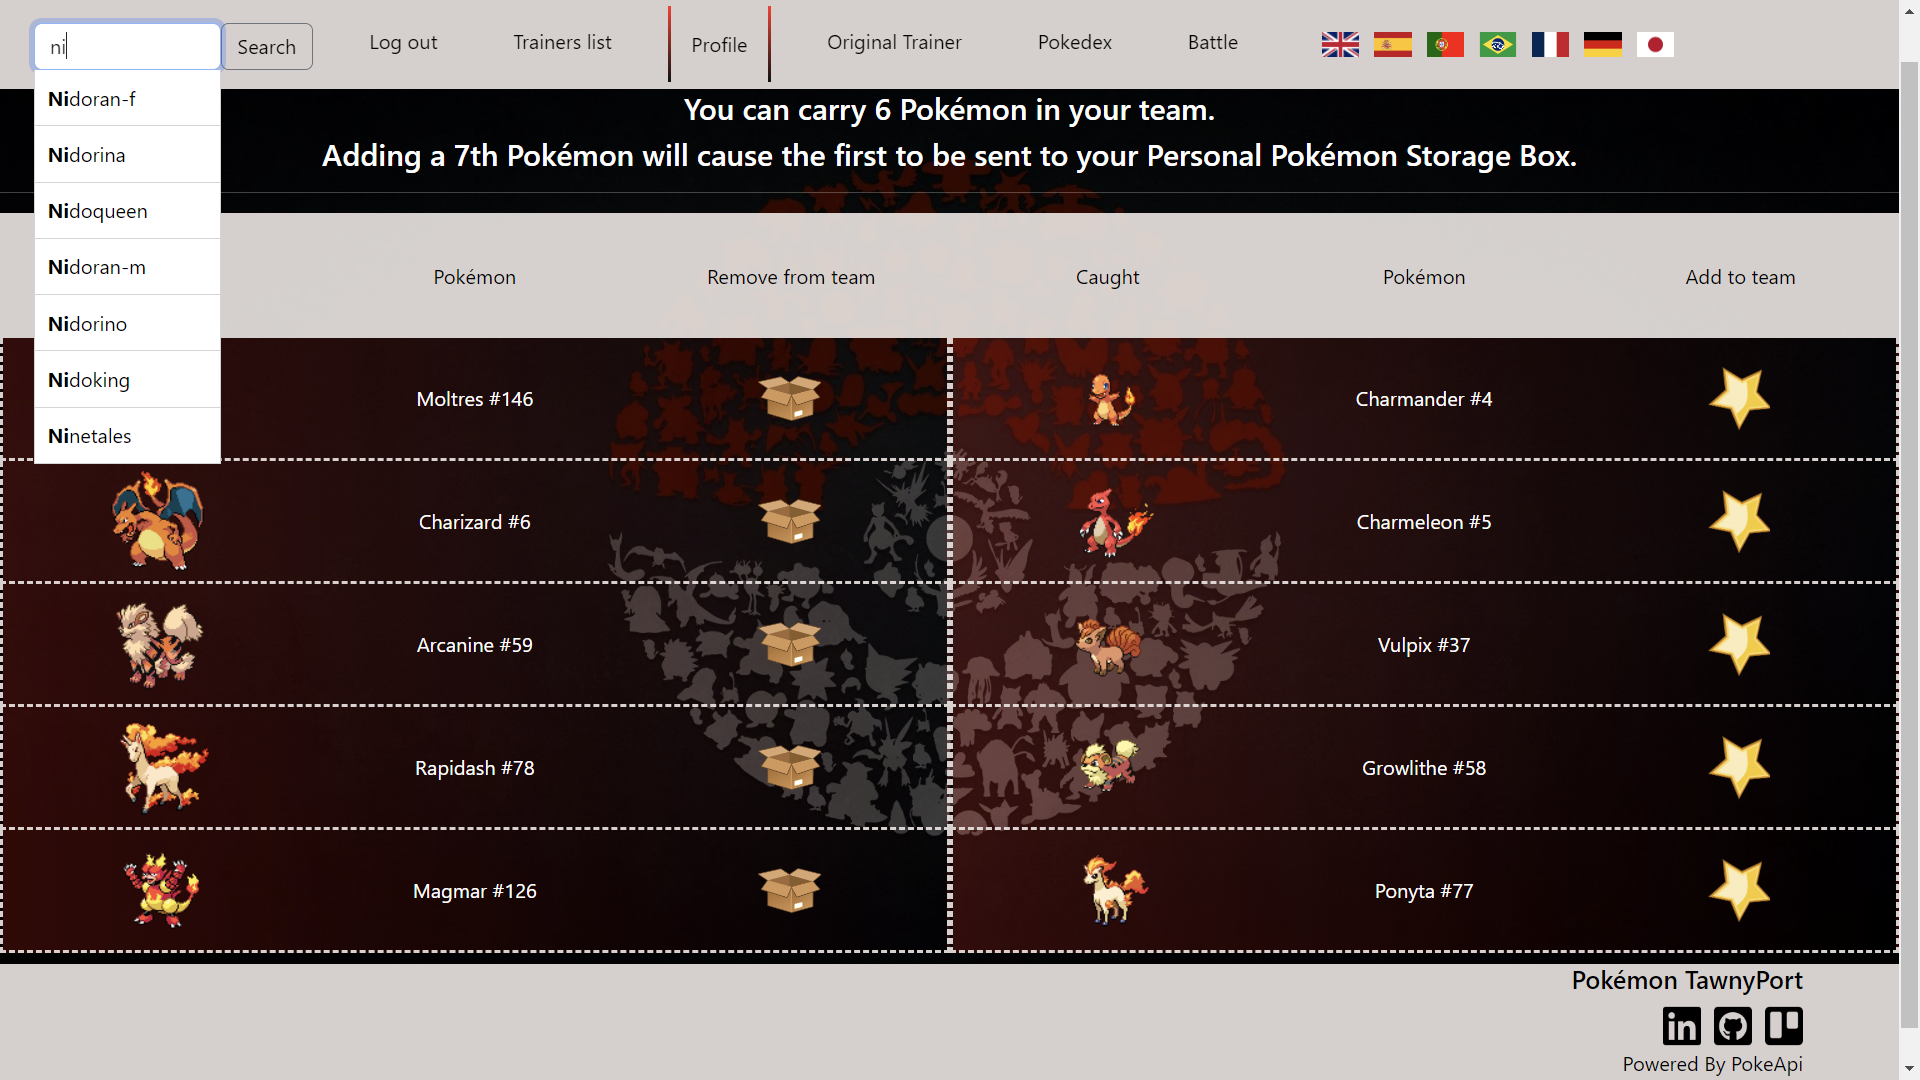 ni
Search
Log out
Trainers list
Profile
Original Trainer
Pokedex
Battle
Nidoran-f
Nidorina
Nidoqueen
Nidoran-m
Nidorino
Nidoking
Ninetales
You can carry 6 Pokémon in your team.
Adding a 7th Pokémon will cause the first to be sent to your Personal Pokémon Storage Box.
Pokémon
Remove from team
Caught
Pokémon
Add to team
Moltres #146
Charmander #4
Charizard #6
Charmeleon #5
Arcanine #59
Vulpix #37
Rapidash #78
Growlithe #58
Magmar #126
Ponyta #77
Pokémon TawnyPort
in
Powered By PokeApi